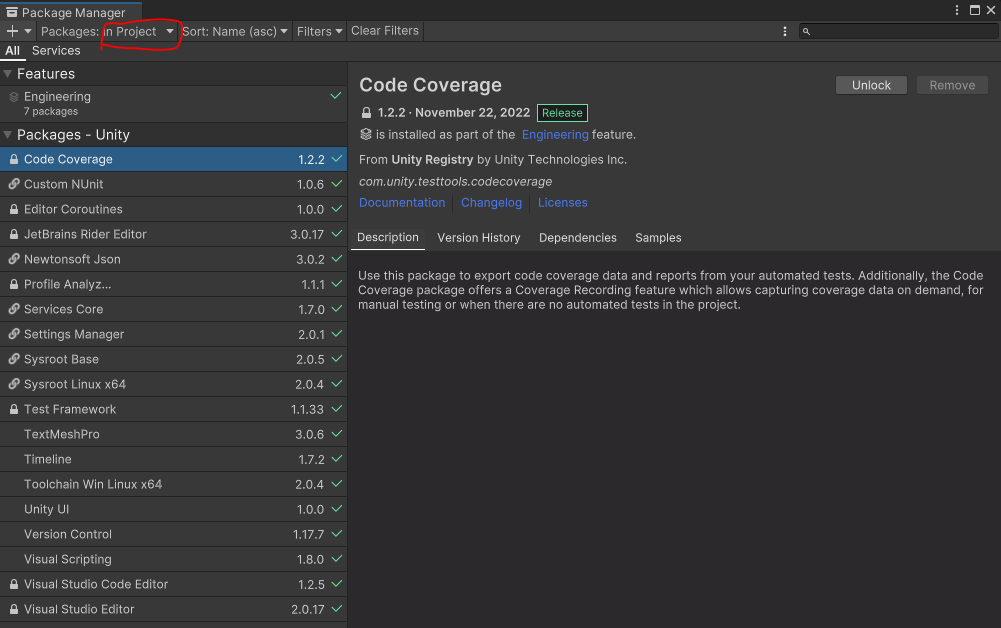 Package Manager
Packages: In Project Sort: Name (asc) Filters Clear Filters
All Services
Features
Engineering
7 packages
Packages - Unity
Code Coverage 1.2.2
Custom NUnit 1.0.6
Editor Coroutines 1.0.0
JetBrains Rider Editor 3.0.17
Newtonsoft Json 3.0.2
Profile Analyz... 1.1.1
Services Core 1.7.0
Settings Manager 2.0.1
Sysroot Base 2.0.5
Sysroot Linux x64 2.0.4
Test Framework 1.1.33
TextMeshPro 3.0.6
Timeline 1.7.2
Toolchain Win Linux x64 2.0.4
Unity UI 1.0.0
Version Control 1.17.7
Visual Scripting 1.8.0
Visual Studio Code Editor 1.2.5
Visual Studio Editor 2.0.17
Code Coverage Unlock Remove
1.2.2 · November 22, 2022 Release
is installed as part of the Engineering feature.
From Unity Registry by Unity Technologies Inc.
com.unity.testtools.codecoverage
Documentation Changelog Licenses
Description Version History Dependencies Samples
Use this package to export code coverage data and reports from your automated tests. Additionally, the Code
Coverage package offers a Coverage Recording feature which allows capturing coverage data on demand, for
manual testing or when there are no automated tests in the project.